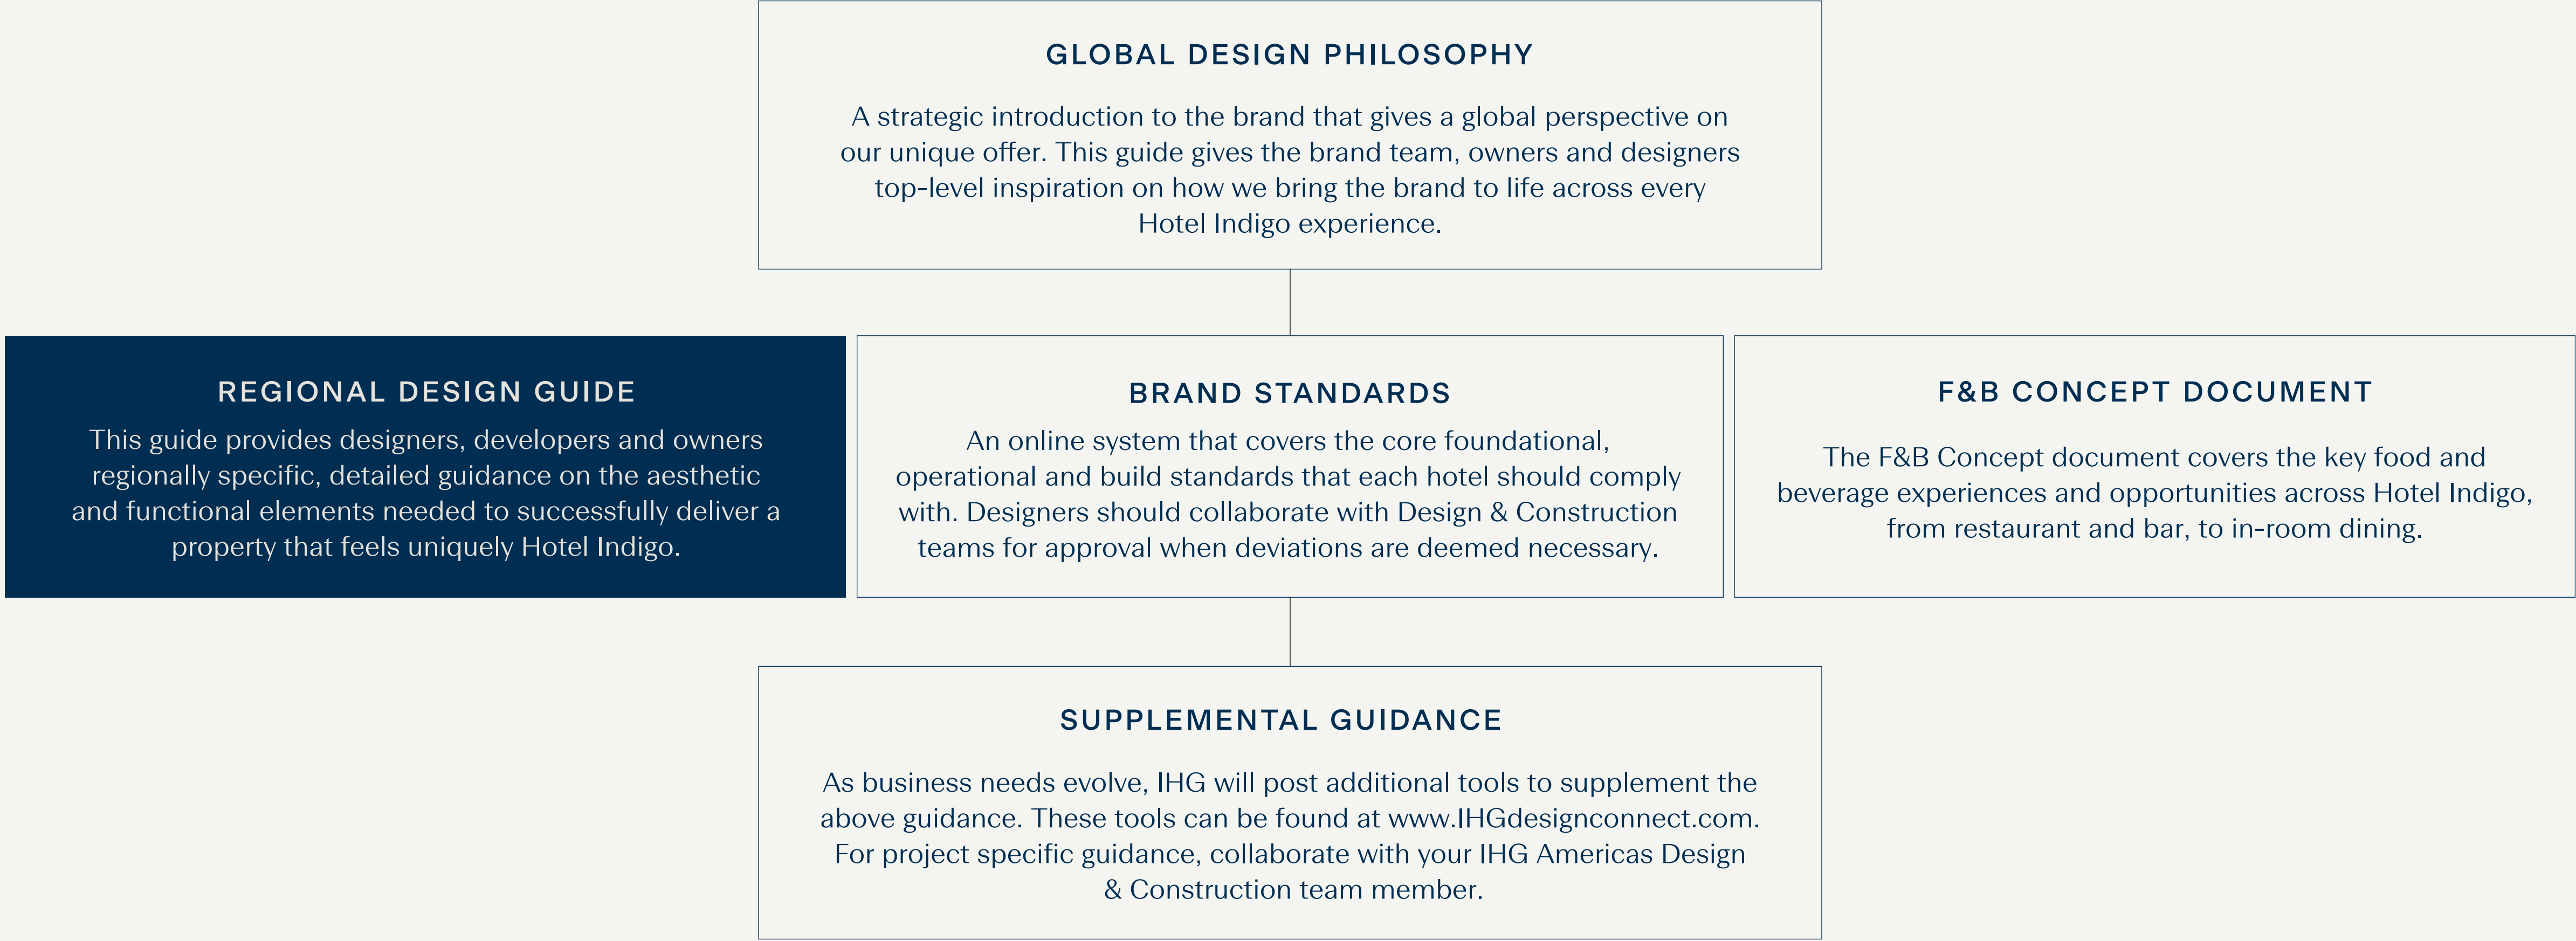 GLOBAL DESIGN PHILOSOPHY
A strategic introduction to the brand that gives a global perspective on
our unique offer. This guide gives the brand team, owners and designers
top-level inspiration on how we bring the brand to life across every
Hotel Indigo experience.
REGIONAL DESIGN GUIDE
This guide provides designers, developers and owners
regionally specific, detailed guidance on the aesthetic
and functional elements needed to successfully deliver a
property that feels uniquely Hotel Indigo.
BRAND STANDARDS
An online system that covers the core foundational,
operational and build standards that each hotel should comply
with. Designers should collaborate with Design & Construction
teams for approval when deviations are deemed necessary.
F&B CONCEPT DOCUMENT
The F&B Concept document covers the key food and
beverage experiences and opportunities across Hotel Indigo,
from restaurant and bar, to in-room dining.
SUPPLEMENTAL GUIDANCE
As business needs evolve, IHG will post additional tools to supplement the
above guidance. These tools can be found at www.IHGdesignconnect.com.
For project specific guidance, collaborate with your IHG Americas Design
& Construction team member.